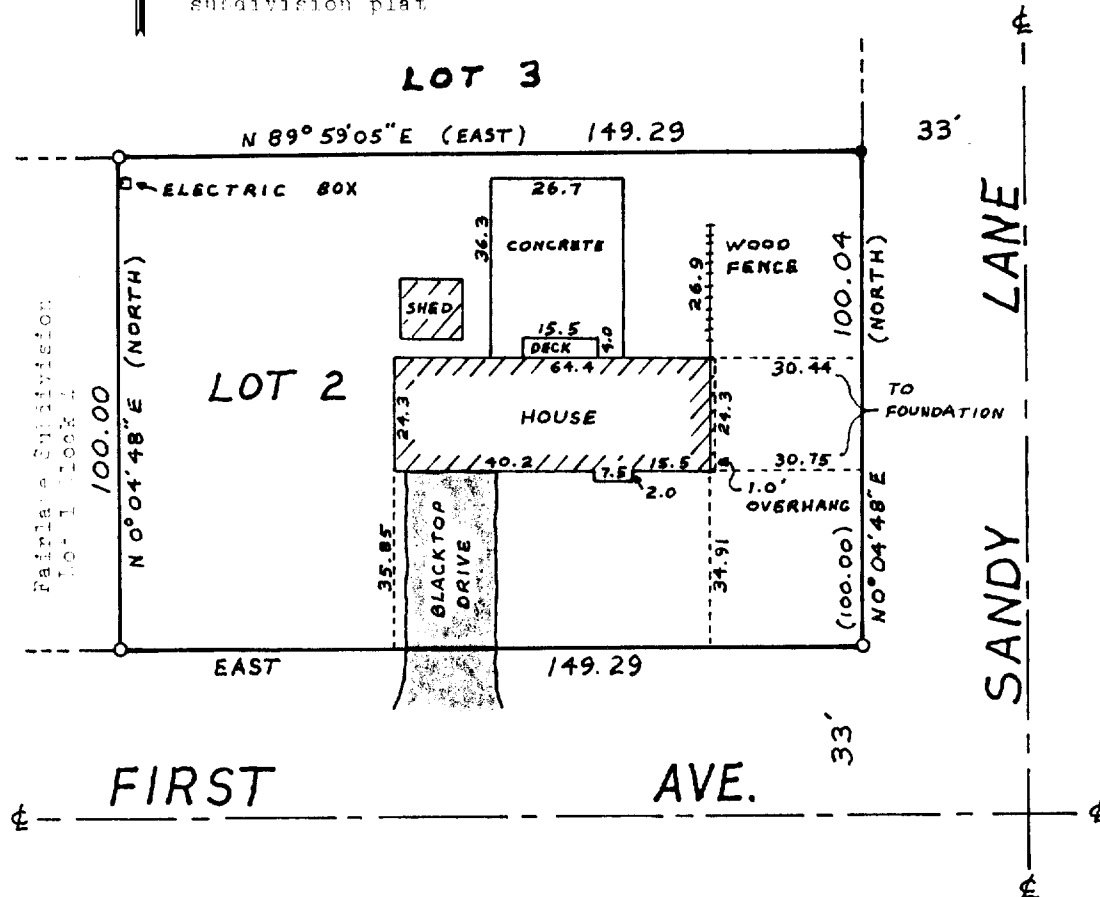 subdivision plat
℄
LOT 3
N 89° 59' 05" E (EAST) 149.29
33'
ELECTRIC BOX
26.7
36.3
CONCRETE
WOOD
FENCE
26.9
100.04
(NORTH)
SANDY LANE
SHED
15.5
DECK
4.0
64.4
30.44
TO
FOUNDATION
LOT 2
24.3
HOUSE
24.3
40.2
7.5
15.5
30.75
2.0
1.0'
OVERHANG
N 0° 04' 48" E (NORTH)
100.00
Subdivision
35.85
BLACKTOP
DRIVE
34.91
(100.00)
N0° 04' 48" E
EAST 149.29
33'
FIRST AVE.
℄
℄
℄